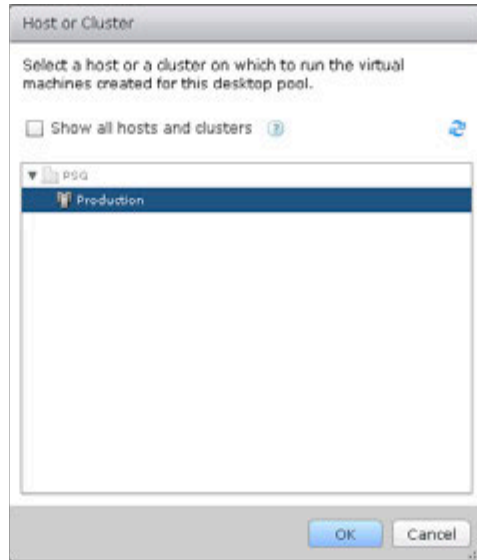 Host or Cluster
Select a host or a cluster on which to run the virtual
machines created for this desktop pool.
Show all hosts and clusters
PSG
Production
OK
Cancel